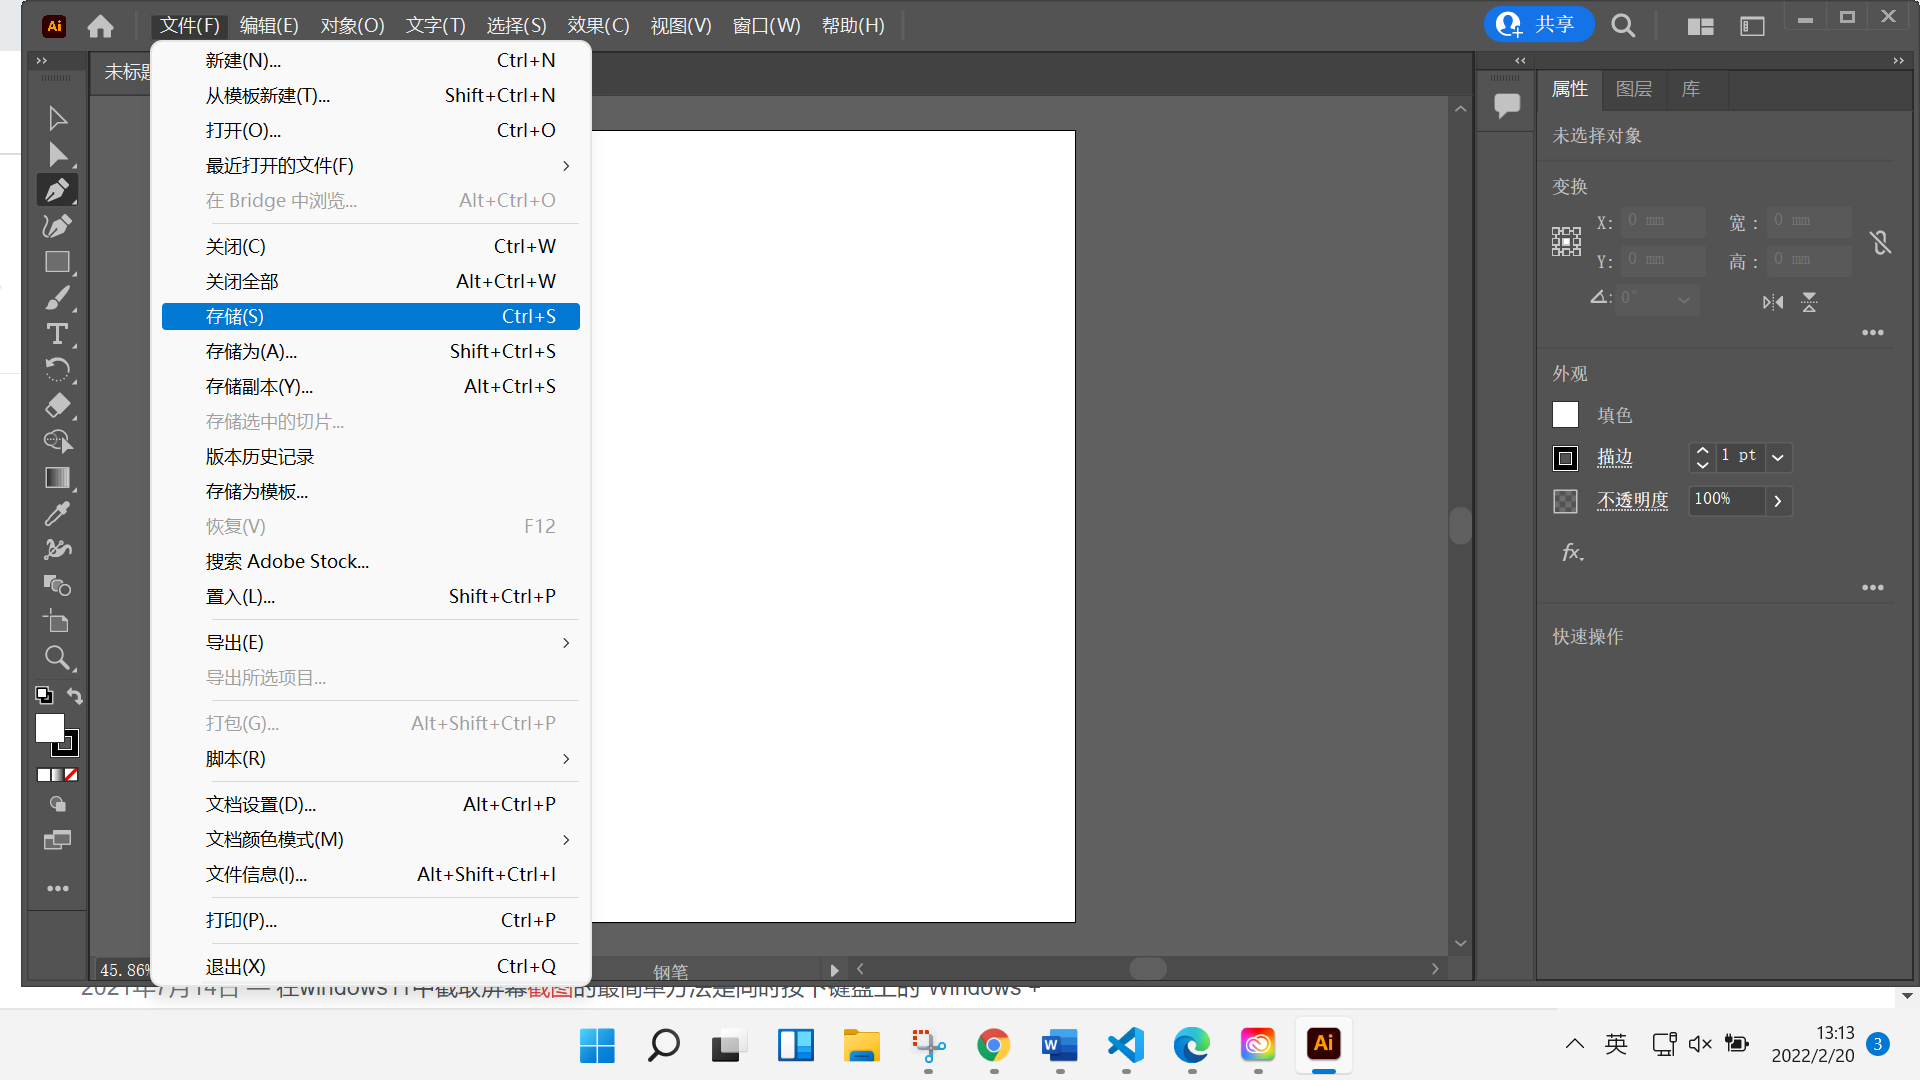 Ai 文件(F) 编辑(E) 对象(O) 文字(T) 选择(S) 效果(C) 视图(V) 窗口(W) 帮助(H) 共享
未标题
新建(N)... Ctrl+N
从模板新建(T)... Shift+Ctrl+N
打开(O)... Ctrl+O
最近打开的文件(F)
在 Bridge 中浏览... Alt+Ctrl+O
关闭(C) Ctrl+W
关闭全部 Alt+Ctrl+W
存储(S) Ctrl+S
存储为(A)... Shift+Ctrl+S
存储副本(Y)... Alt+Ctrl+S
存储选中的切片...
版本历史记录
存储为模板...
恢复(V) F12
搜索 Adobe Stock...
置入(L)... Shift+Ctrl+P
导出(E)
导出所选项目...
打包(G)... Alt+Shift+Ctrl+P
脚本(R)
文档设置(D)... Alt+Ctrl+P
文档颜色模式(M)
文件信息(I)... Alt+Shift+Ctrl+I
打印(P)... Ctrl+P
退出(X) Ctrl+Q
属性 图层 库
未选择对象
变换
X: 0 mm 宽: 0 mm
Y: 0 mm 高: 0 mm
0°
外观
填色
描边 1 pt
不透明度 100%
fx.
快速操作
45.86% 钢笔
2021年7月14日 — 在windows11中截取屏幕截图的最简单方法是同时按下键盘上的 Windows +
英 13:13
2022/2/20 3
W Ai